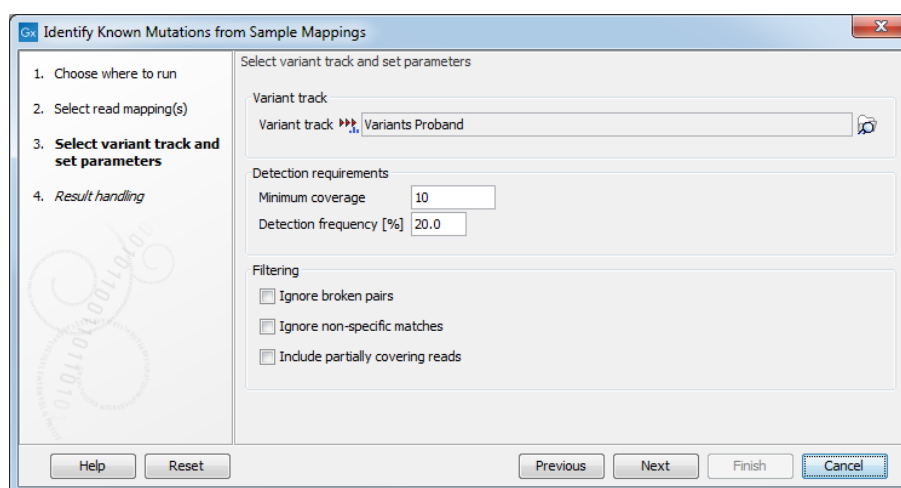 Gx Identify Known Mutations from Sample Mappings
1. Choose where to run
2. Select read mapping(s)
3. Select variant track and
set parameters
4. Result handling
Select variant track and set parameters
Variant track
Variant track Variants Proband
Detection requirements
Minimum coverage 10
Detection frequency [%] 20.0
Filtering
Ignore broken pairs
Ignore non-specific matches
Include partially covering reads
Help Reset Previous Next Finish Cancel